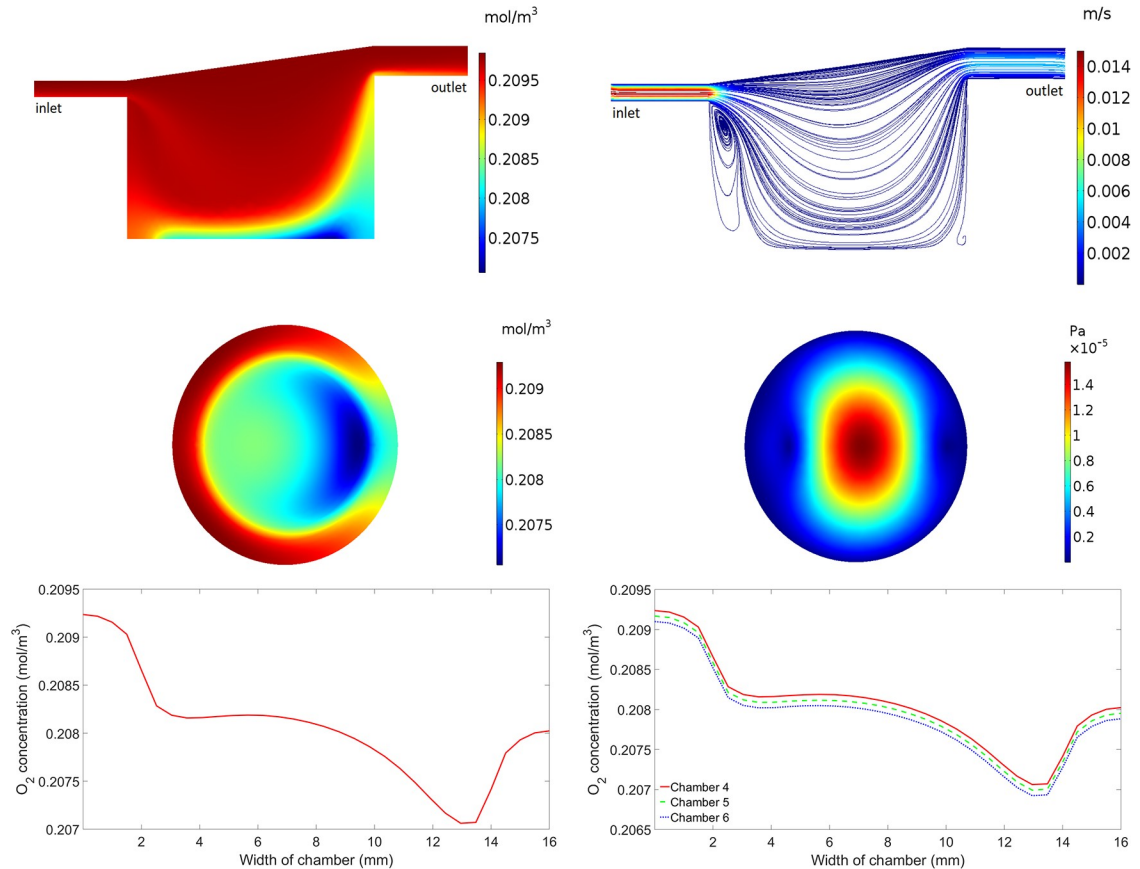 mol/m³
0.2095
0.209
0.2085
0.208
0.2075
inlet
outlet
m/s
0.014
0.012
0.01
0.008
0.006
0.004
0.002
inlet
outlet
mol/m³
0.209
0.2085
0.208
0.2075
Pa
×10⁻⁵
1.4
1.2
1
0.8
0.6
0.4
0.2
0.2095
0.209
0.2085
0.208
0.2075
0.207
O₂ concentration (mol/m³)
2 4 6 8 10 12 14 16
Width of chamber (mm)
0.2095
0.209
0.2085
0.208
0.2075
0.207
0.2065
O₂ concentration (mol/m³)
Chamber 4
Chamber 5
Chamber 6
2 4 6 8 10 12 14 16
Width of chamber (mm)